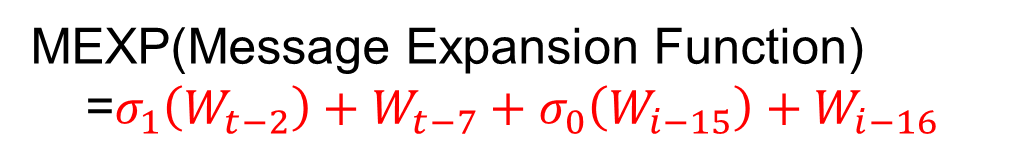 MEXP(Message Expansion Function)
=σ₁(Wₜ₋₂) + Wₜ₋₇ + σ₀(Wᵢ₋₁₅) + Wᵢ₋₁₆